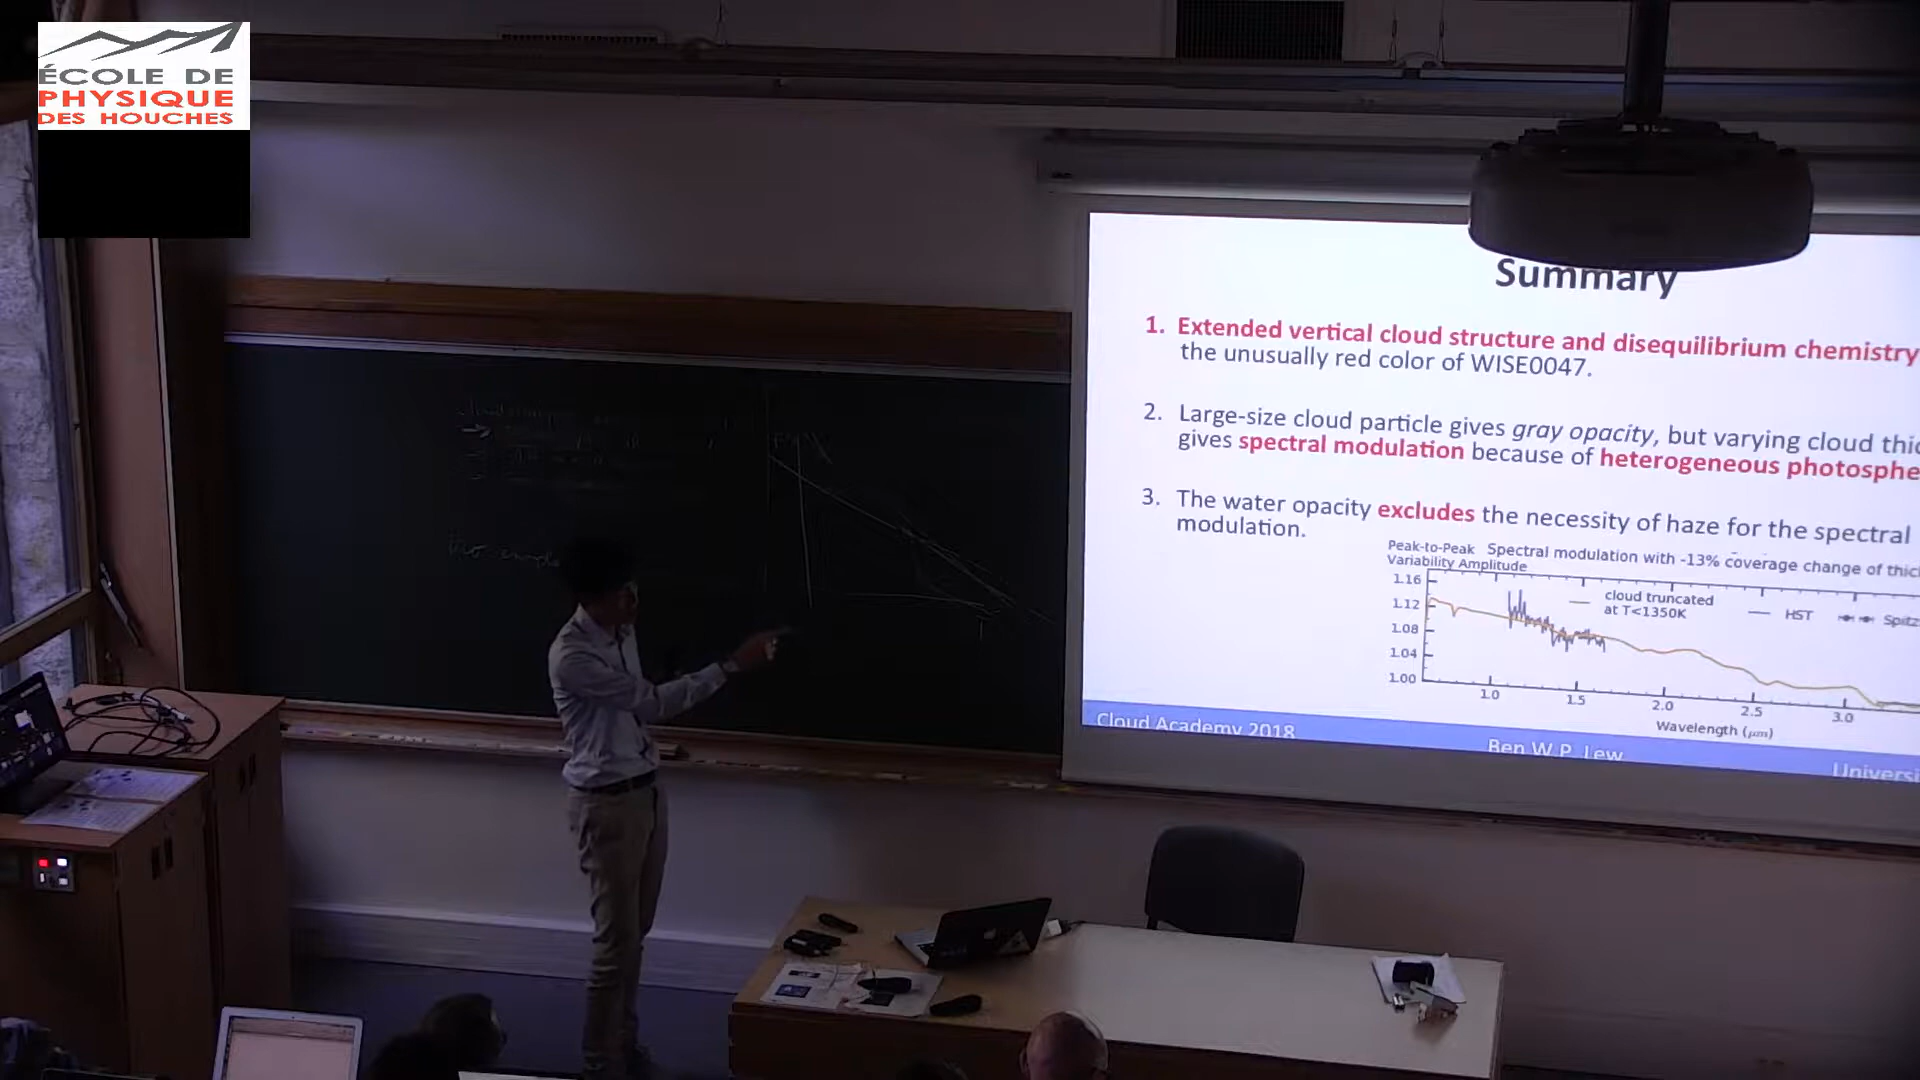 ÉCOLE DE
PHYSIQUE
DES HOUCHES
Summary
1. Extended vertical cloud structure and disequilibrium chemistry
the unusually red color of WISE0047.
2. Large-size cloud particle gives gray opacity, but varying cloud thic
gives spectral modulation because of heterogeneous photosphe
3. The water opacity excludes the necessity of haze for the spectral
modulation.
Peak-to-Peak
Variability Amplitude
Spectral modulation with -13% coverage change of thic
1.16
1.12
1.08
1.04
1.00
cloud truncated
at T<1350K
HST
Spitz
1.0 1.5 2.0 2.5 3.0
Wavelength (μm)
Cloud Academy 2018
Ben W.P. Lew
Universi